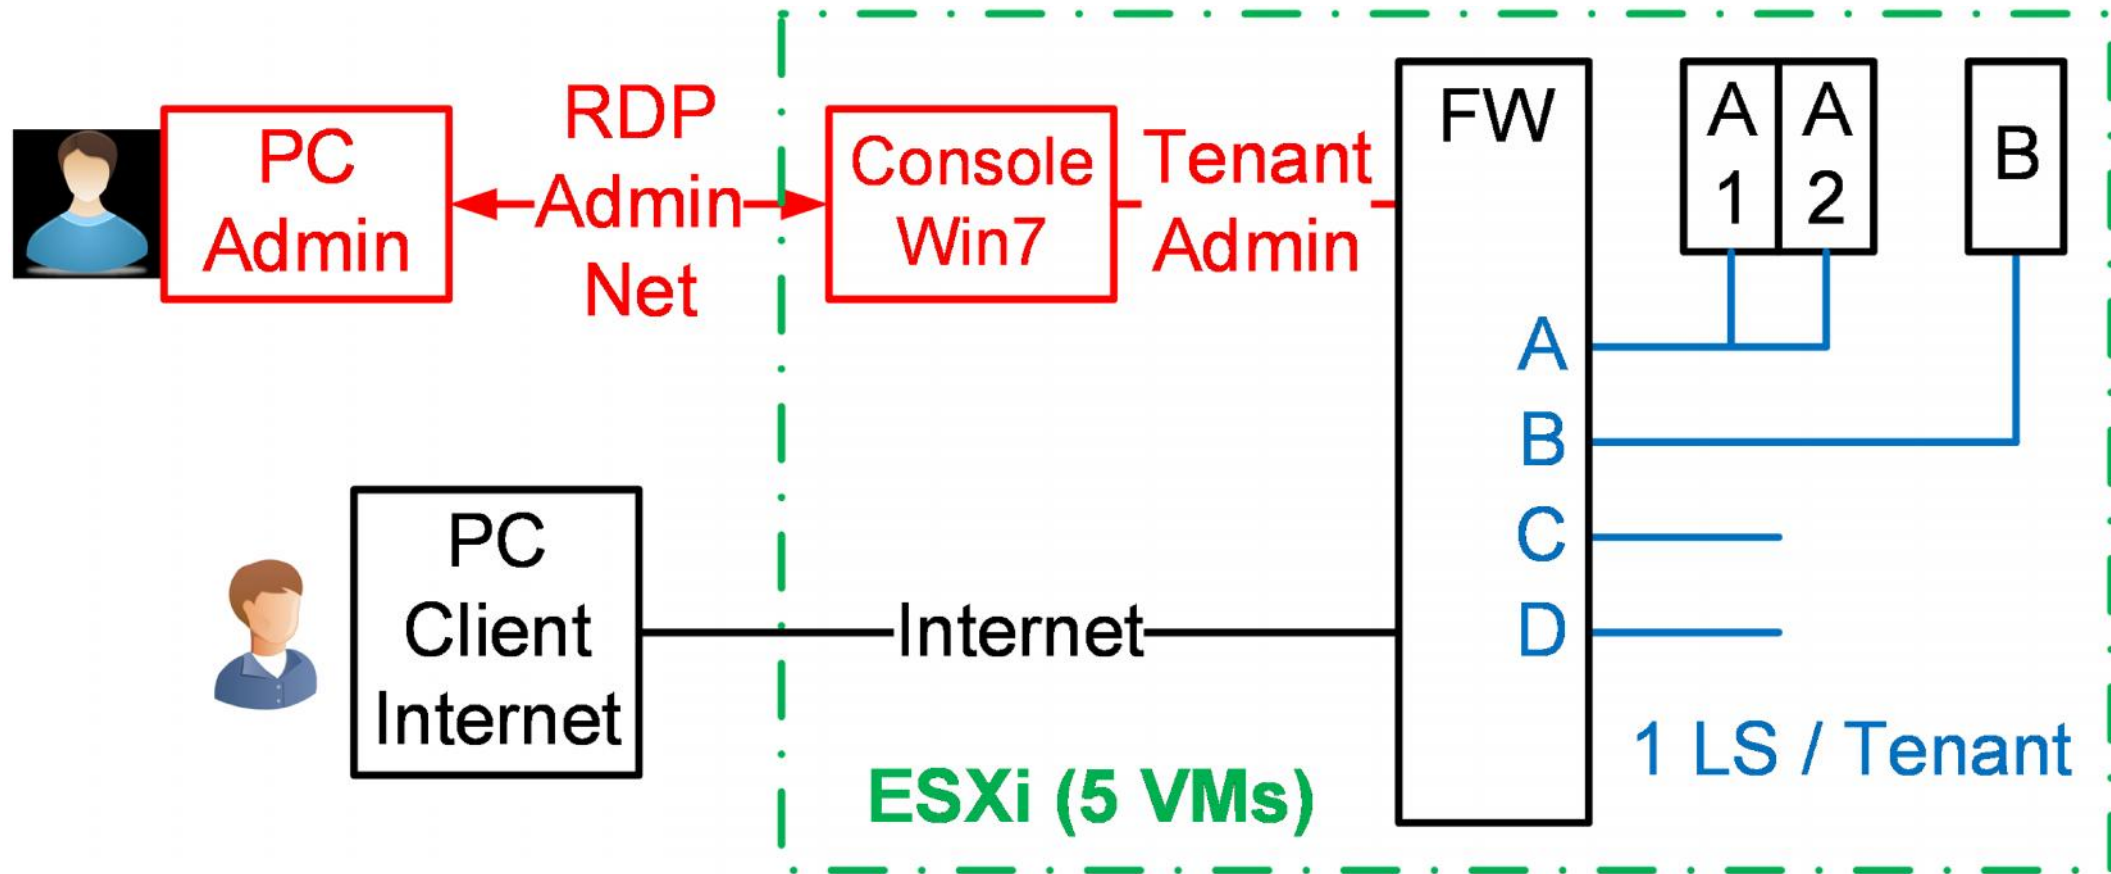 PC
Admin
RDP
Admin
Net
Console
Win7
Tenant
Admin
FW
A
1
A
2
B
A
B
C
D
PC
Client
Internet
Internet
1 LS / Tenant
ESXi (5 VMs)